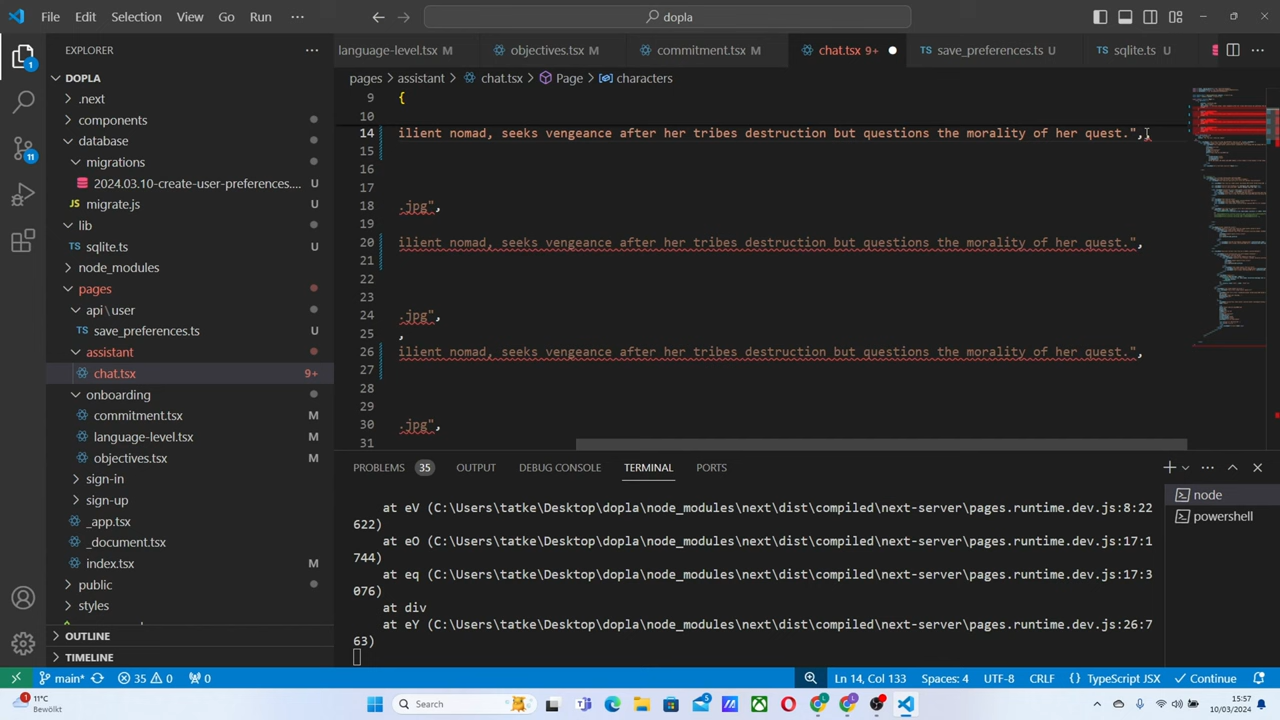 File Edit Selection View Go Run ···
dopla
EXPLORER ···
language-level.tsx M objectives.tsx M commitment.tsx M chat.tsx 9+ save_preferences.ts U sqlite.ts U
pages > assistant > chat.tsx > Page > characters
DOPLA
.next
components
database
migrations
2024.03.10-create-user-preferences.... U
migrate.js U
lib
sqlite.ts U
node_modules
pages
api\user
save_preferences.ts U
assistant
chat.tsx 9+
onboarding
commitment.tsx M
language-level.tsx M
objectives.tsx M
sign-in
sign-up
_app.tsx
_document.tsx
index.tsx
public
styles
OUTLINE
TIMELINE
9 {
10
14 ilient nomad, seeks vengeance after her tribes destruction but questions the morality of her quest.",
15
16
17
18 .jpg",
19
20 ilient nomad, seeks vengeance after her tribes destruction but questions the morality of her quest.",
21
22
23
24 .jpg",
25 ,
26 ilient nomad, seeks vengeance after her tribes destruction but questions the morality of her quest.",
27
28
29
30 .jpg",
31
PROBLEMS 35 OUTPUT DEBUG CONSOLE TERMINAL PORTS
at eV (C:\Users\tatke\Desktop\dopla\node_modules\next\dist\compiled\next-server\pages.runtime.dev.js:8:22
622)
at eO (C:\Users\tatke\Desktop\dopla\node_modules\next\dist\compiled\next-server\pages.runtime.dev.js:17:1
744)
at eq (C:\Users\tatke\Desktop\dopla\node_modules\next\dist\compiled\next-server\pages.runtime.dev.js:17:3
076)
at div
at eY (C:\Users\tatke\Desktop\dopla\node_modules\next\dist\compiled\next-server\pages.runtime.dev.js:26:7
63)
node
powershell
11
main* 35 0 0 Ln 14, Col 133 Spaces: 4 UTF-8 CRLF {} TypeScript JSX Continue
11°C
Bewölkt
Search
15:57
10/03/2024